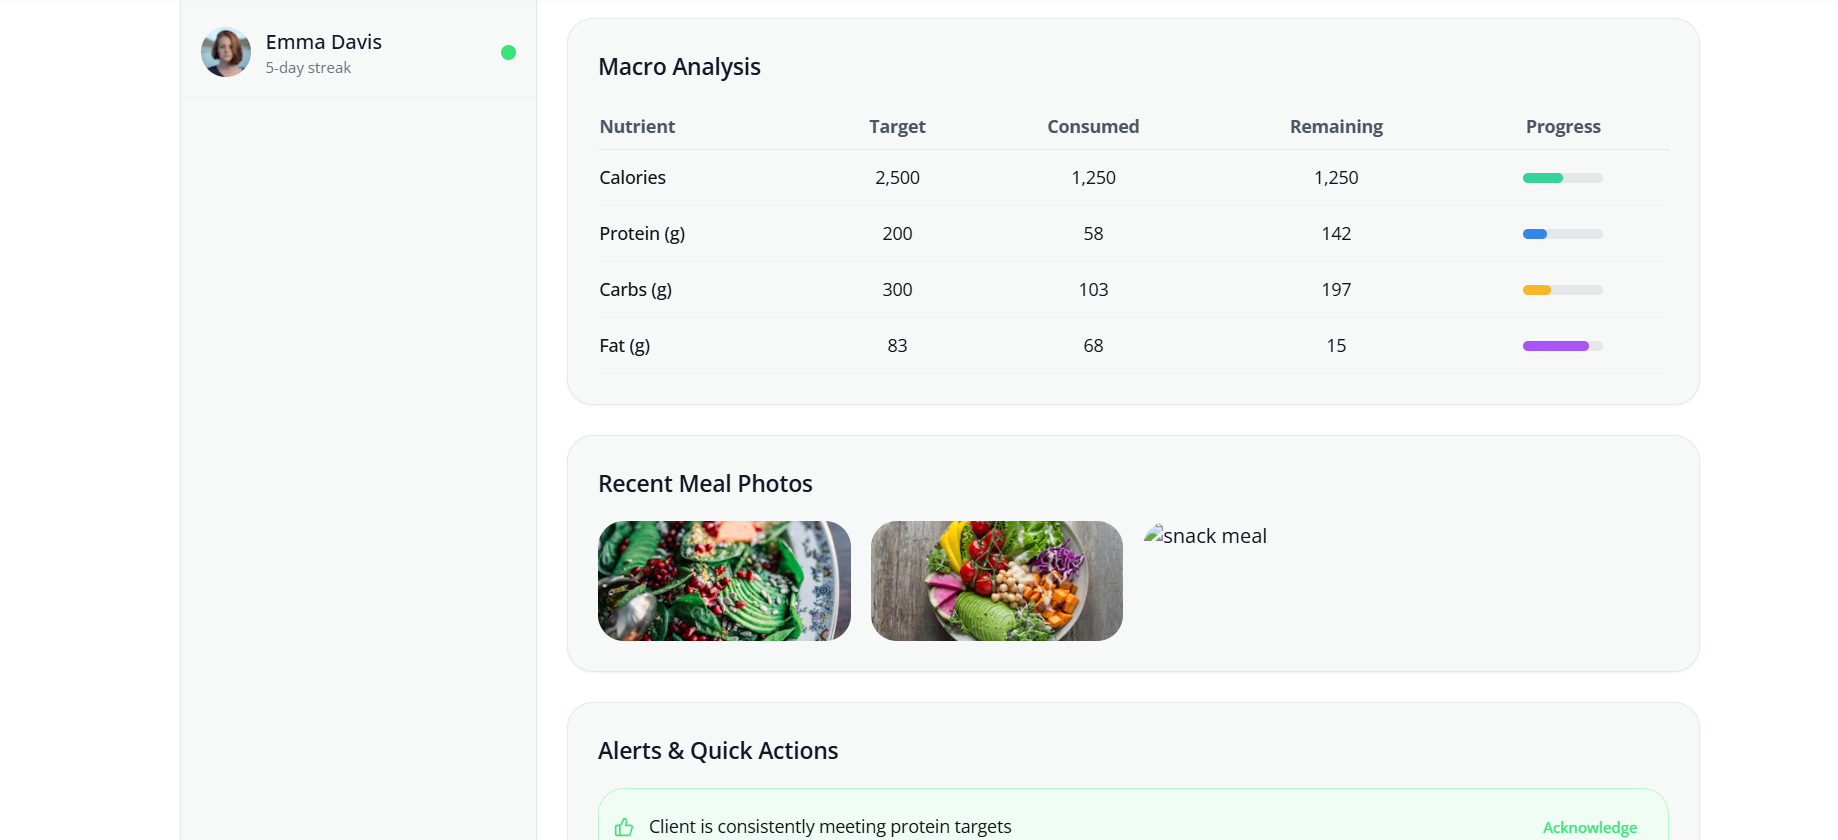 Emma Davis
5-day streak
Macro Analysis
Nutrient Target Consumed Remaining Progress
Calories 2,500 1,250 1,250
Protein (g) 200 58 142
Carbs (g) 300 103 197
Fat (g) 83 68 15
Recent Meal Photos
snack meal
Alerts & Quick Actions
Client is consistently meeting protein targets Acknowledge